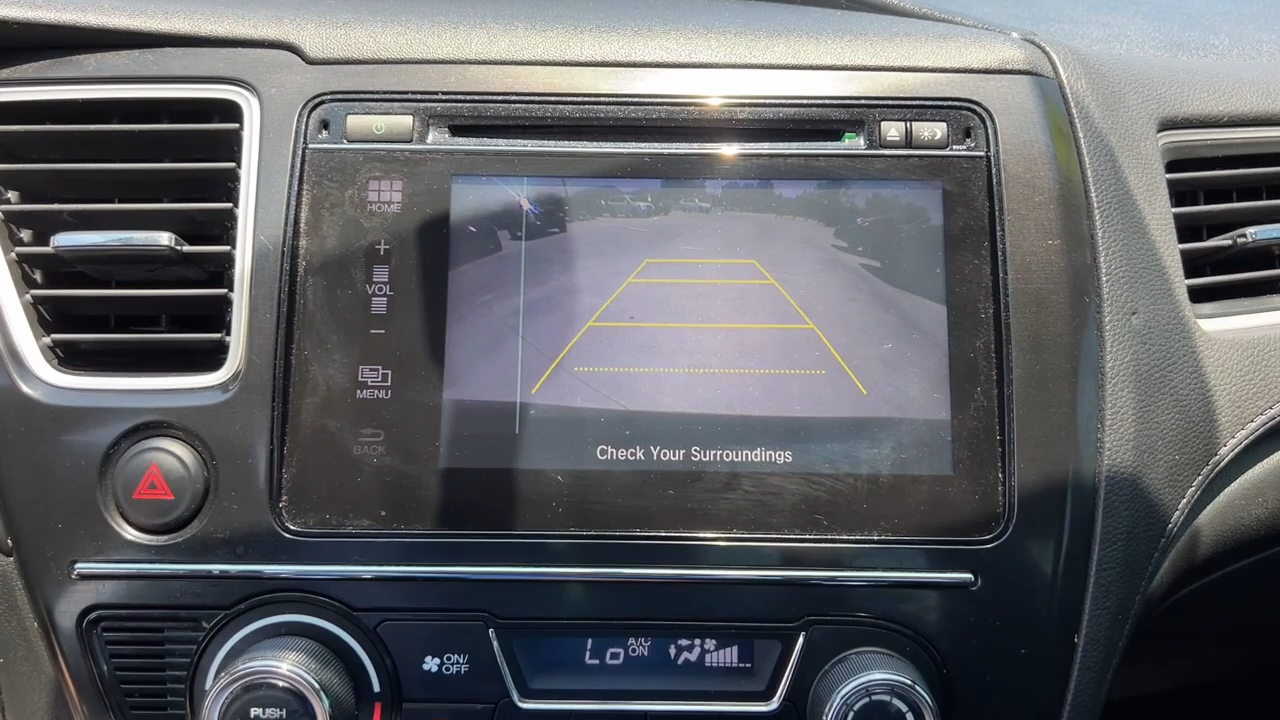 HOME
+
VOL
−
MENU
BACK
Check Your Surroundings
ON/
OFF
Lo
A/C
ON
PUSH